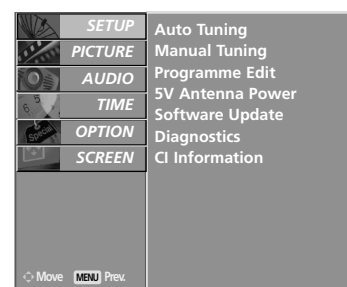 SETUP
PICTURE
AUDIO
TIME
OPTION
SCREEN
Auto Tuning
Manual Tuning
Programme Edit
5V Antenna Power
Software Update
Diagnostics
CI Information
Special
Move MENU Prev.